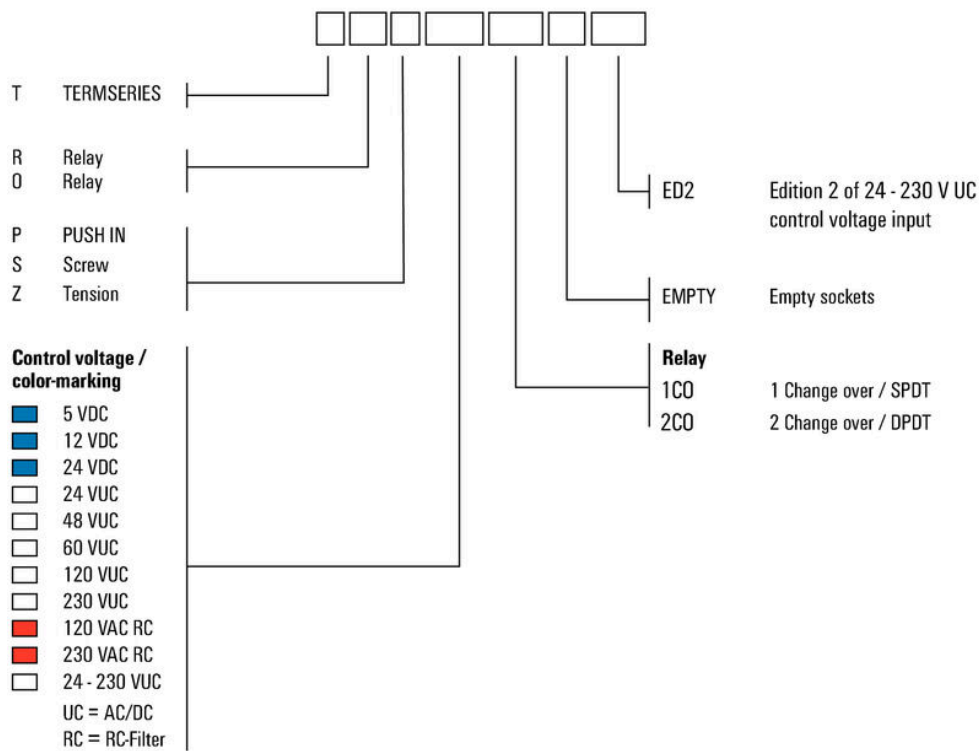 T TERMSERIES
R Relay
O Relay
P PUSH IN
S Screw
Z Tension
Control voltage /
color-marking
5 VDC
12 VDC
24 VDC
24 VUC
48 VUC
60 VUC
120 VUC
230 VUC
120 VAC RC
230 VAC RC
24 - 230 VUC
UC = AC/DC
RC = RC-Filter
ED2 Edition 2 of 24 - 230 V UC
control voltage input
EMPTY Empty sockets
Relay
1CO 1 Change over / SPDT
2CO 2 Change over / DPDT